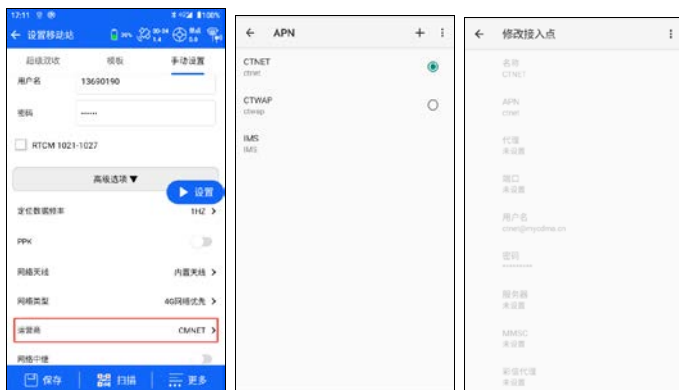 17:11
100%
设置移动站
超级双收
模板
手动设置
用户名
13690190
密码
······
RTCM 1021-1027
高级选项▼
设置
定位数据频率
1HZ
PPK
网络天线
内置天线
网络类型
4G网络优先
运营商
CMNET
网络中继
保存
扫描
更多
APN
CTNET
ctnet
CTWAP
ctwap
IMS
IMS
修改接入点
名称
CTNET
APN
ctnet
代理
未设置
端口
未设置
用户名
ctnet@mycdma.cn
密码
*********
服务器
未设置
MMSC
未设置
彩信代理
未设置